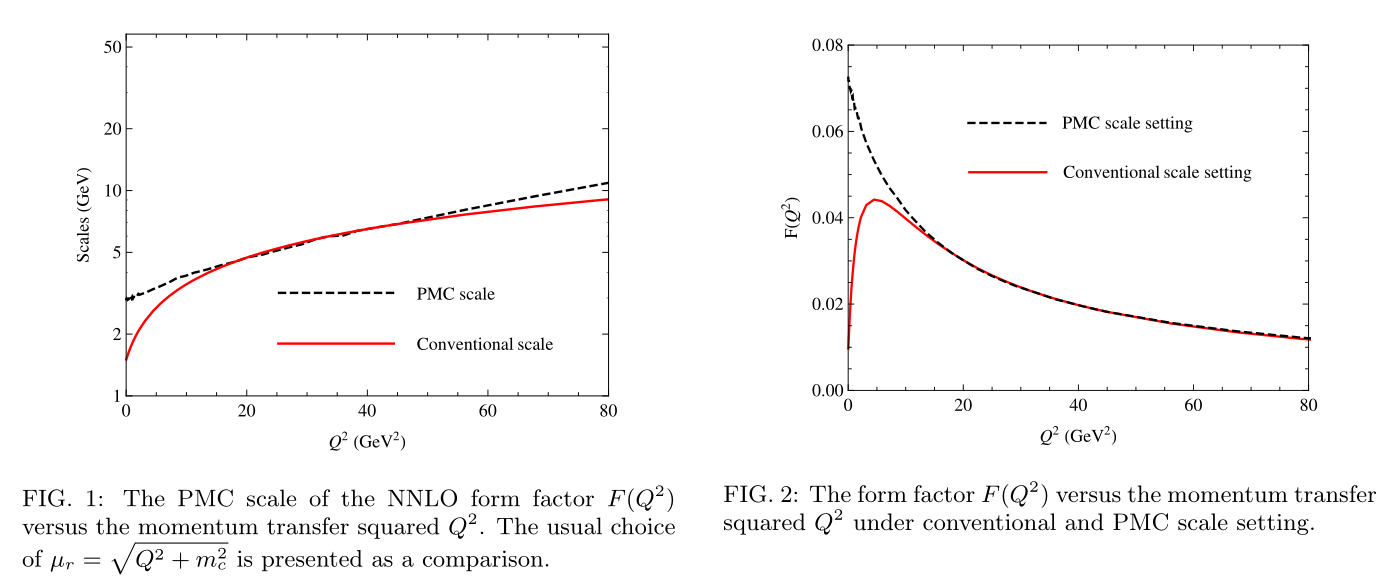 50
20
10
5
2
1
Scales (GeV)
PMC scale
Conventional scale
0 20 40 60 80
Q² (GeV²)
FIG. 1: The PMC scale of the NNLO form factor F(Q²)
versus the momentum transfer squared Q². The usual choice
of μ_r = √(Q² + m_c²) is presented as a comparison.
0.08
0.06
0.04
0.02
0.00
F(Q²)
PMC scale setting
Conventional scale setting
0 20 40 60 80
Q² (GeV²)
FIG. 2: The form factor F(Q²) versus the momentum transfer
squared Q² under conventional and PMC scale setting.